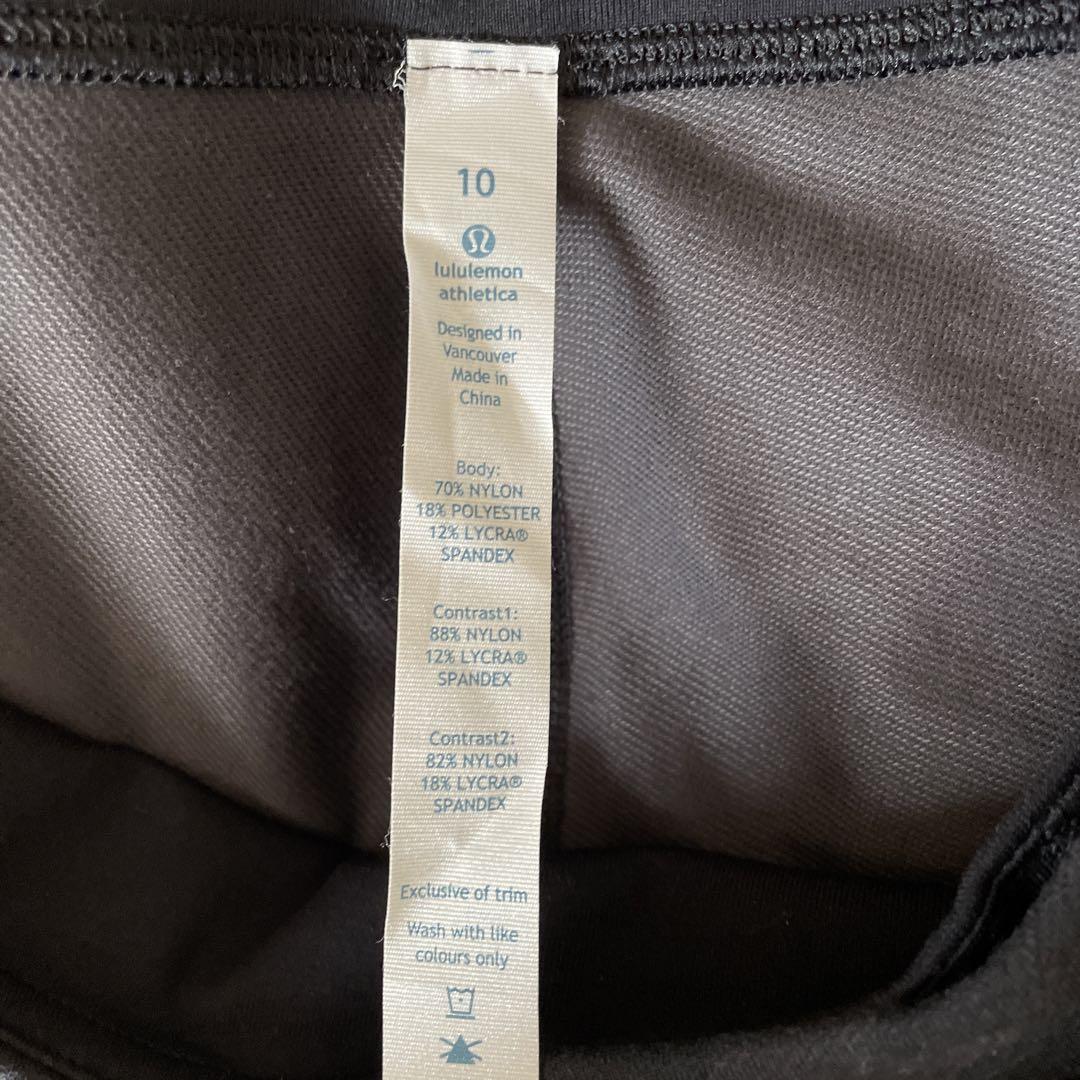 10
lululemon
athletica
Designed in
Vancouver
Made in
China
Body:
70% NYLON
18% POLYESTER
12% LYCRA®
SPANDEX
Contrast1:
88% NYLON
12% LYCRA®
SPANDEX
Contrast2:
82% NYLON
18% LYCRA®
SPANDEX
Exclusive of trim
Wash with like
colours only